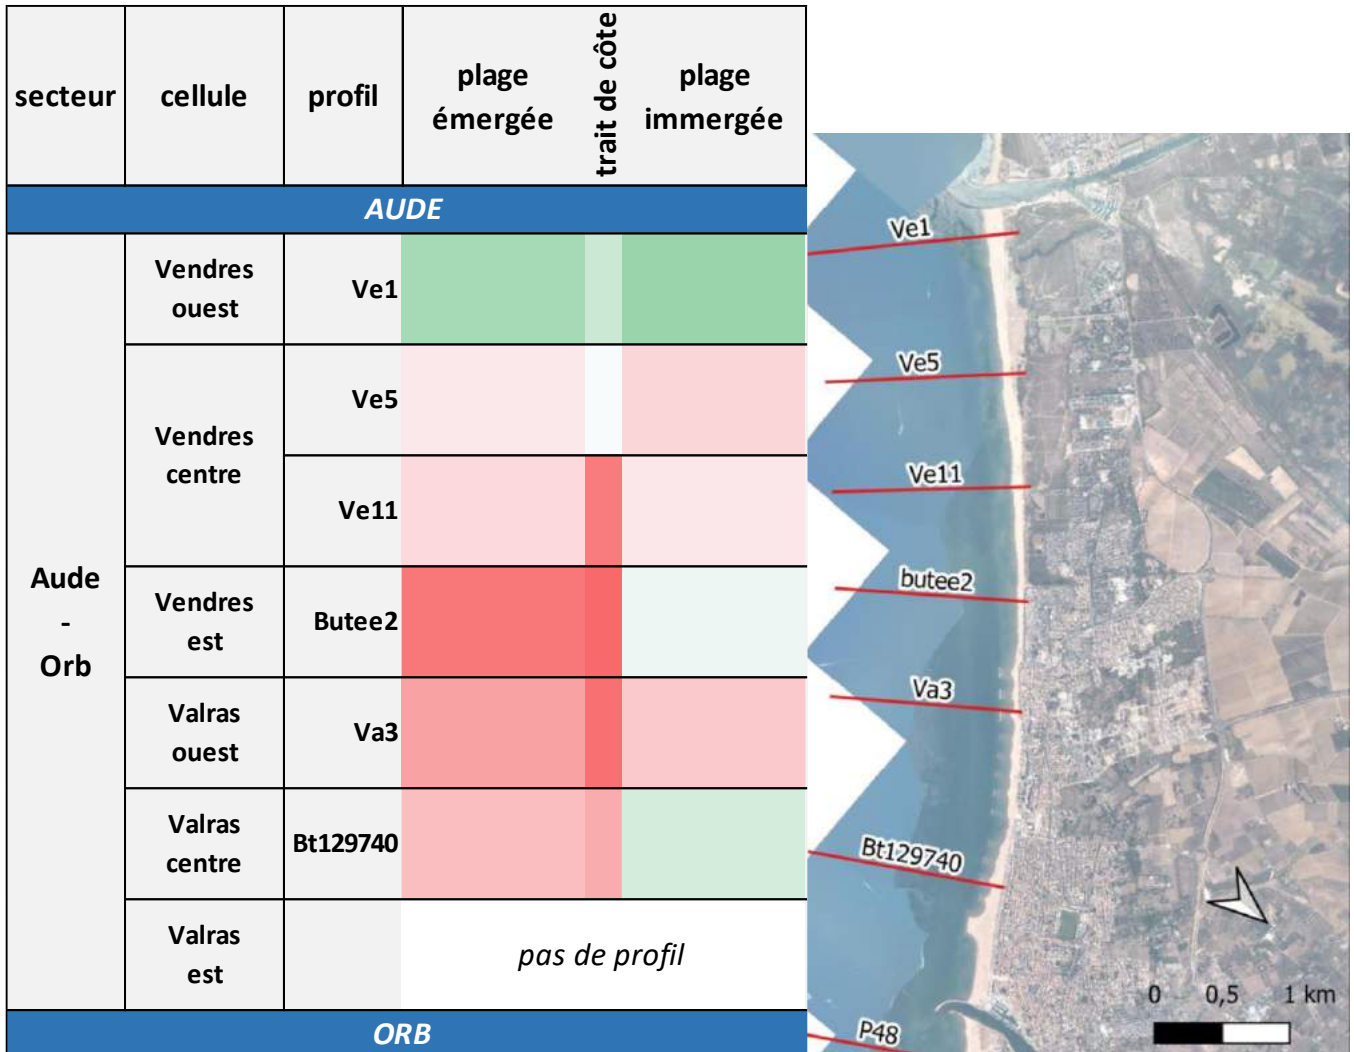 secteur
cellule
profil
plage
émergée
trait de côte
plage
immergée
AUDE
Aude
-
Orb
Vendres
ouest
Ve1
Vendres
centre
Ve5
Ve11
Vendres
est
Butee2
Valras
ouest
Va3
Valras
centre
Bt129740
Valras
est
pas de profil
ORB
Ve1
Ve5
Ve11
butee2
Va3
Bt129740
P48
0 0,5 1 km